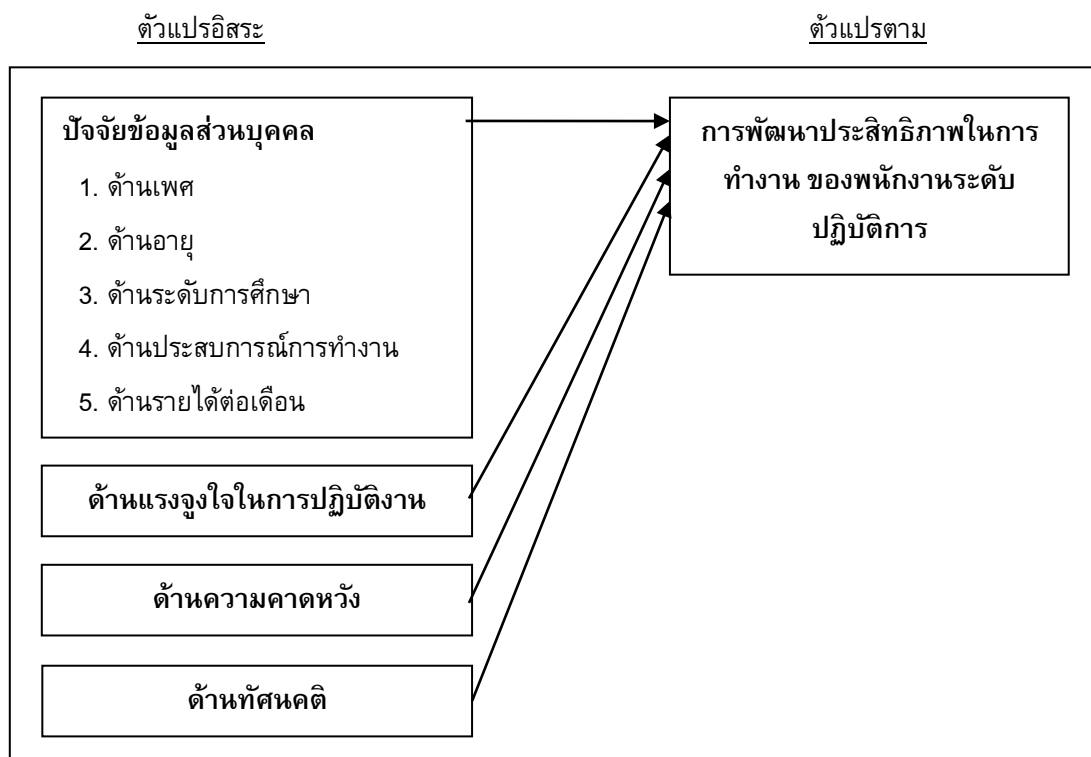 ตัวแปรอิสระ
ตัวแปรตาม
ปัจจัยข้อมูลส่วนบุคคล
1. ด้านเพศ
2. ด้านอายุ
3. ด้านระดับการศึกษา
4. ด้านประสบการณ์การทำงาน
5. ด้านรายได้ต่อเดือน
ด้านแรงจูงใจในการปฏิบัติงาน
ด้านความคาดหวัง
ด้านทัศนคติ
การพัฒนาประสิทธิภาพในการ
ทำงาน ของพนักงานระดับ
ปฏิบัติการ